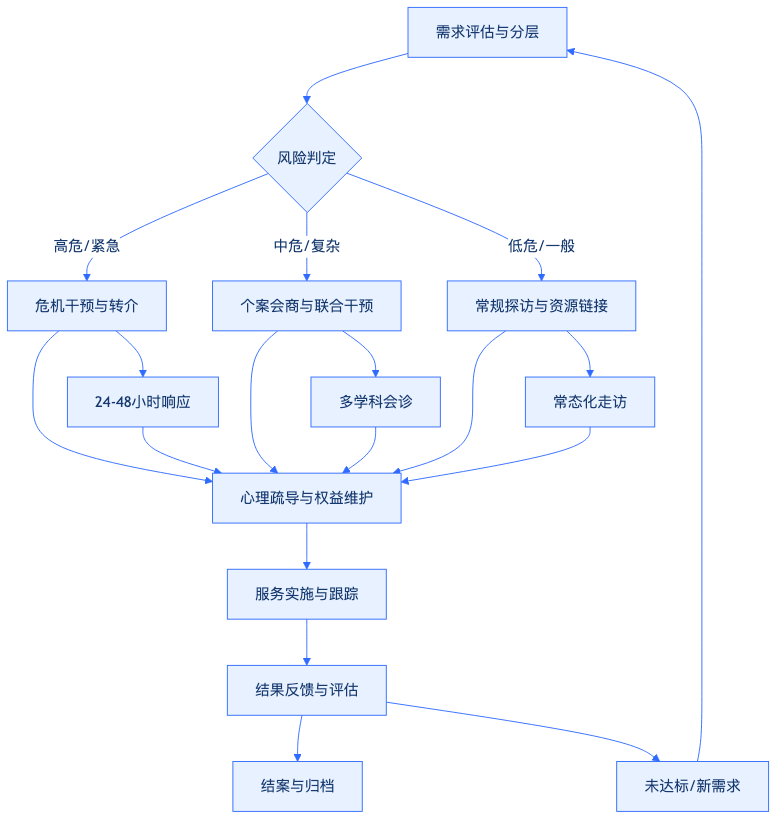 需求评估与分层
风险判定
高危/紧急
中危/复杂
低危/一般
危机干预与转介
个案会商与联合干预
常规探访与资源链接
24-48小时响应
多学科会诊
常态化走访
心理疏导与权益维护
服务实施与跟踪
结果反馈与评估
结案与归档
未达标/新需求